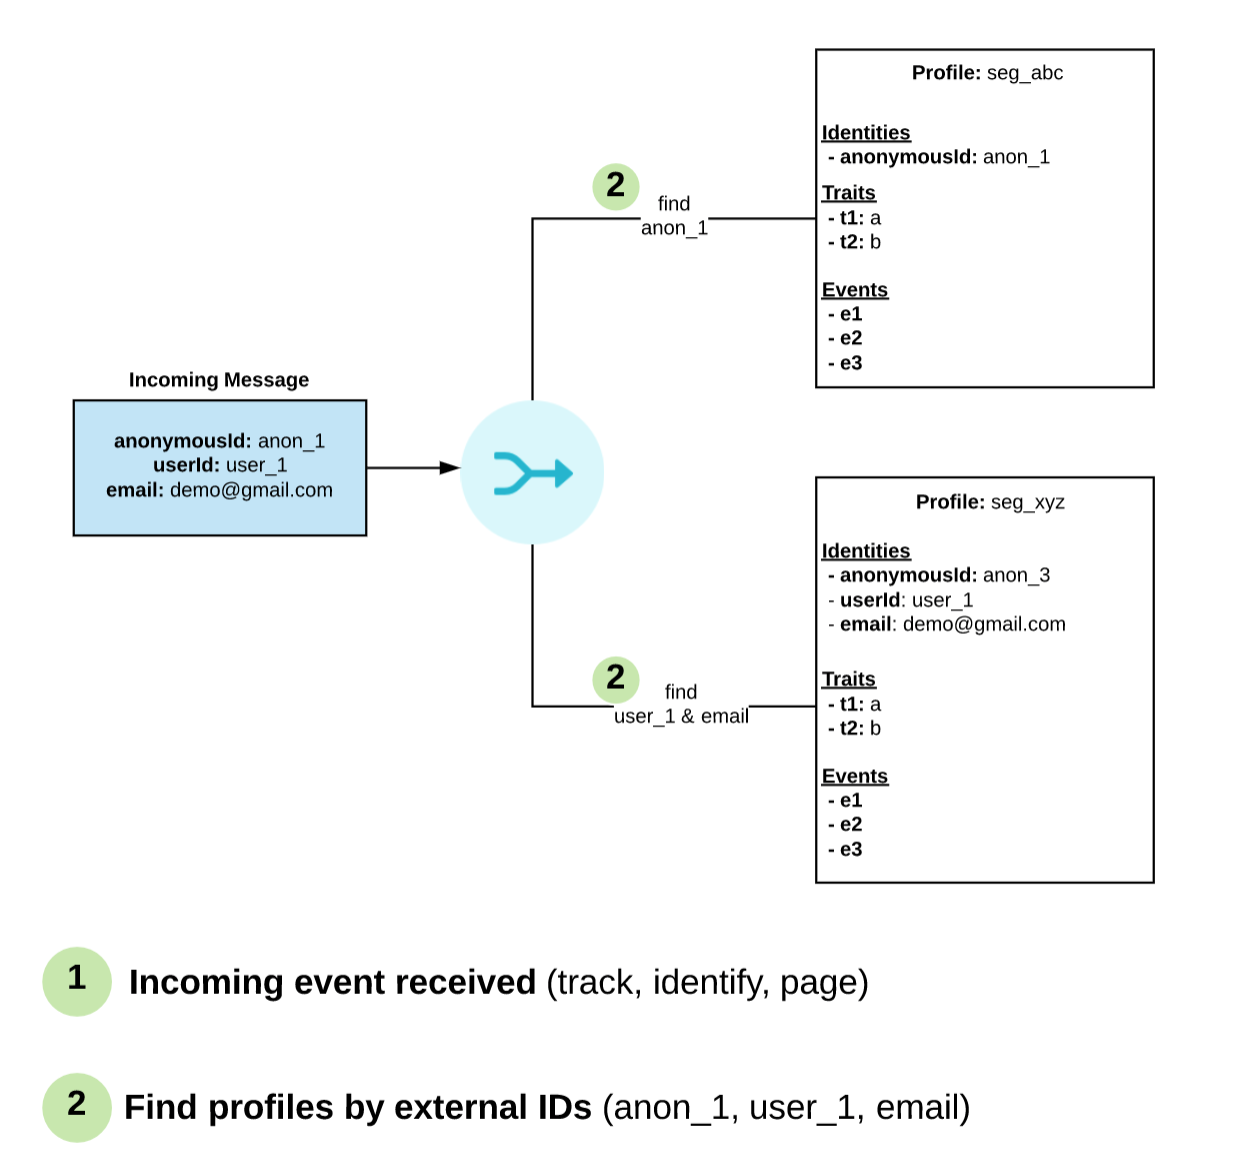 Profile: seg_abc
Identities
- anonymousId: anon_1
Traits
- t1: a
- t2: b
Events
- e1
- e2
- e3
2
find
anon_1
Incoming Message
anonymousId: anon_1
userId: user_1
email: demo@gmail.com
Profile: seg_xyz
Identities
- anonymousId: anon_3
- userId: user_1
- email: demo@gmail.com
Traits
- t1: a
- t2: b
Events
- e1
- e2
- e3
2
find
user_1 & email
1 Incoming event received (track, identify, page)
2 Find profiles by external IDs (anon_1, user_1, email)